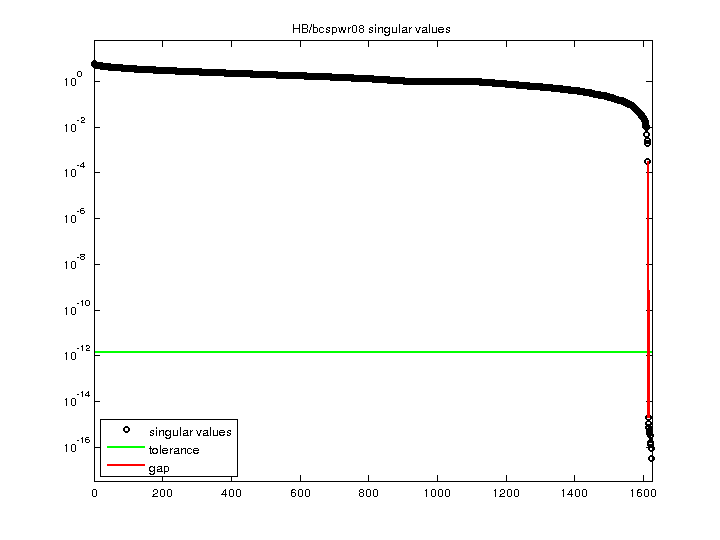 HB/bcspwr08 singular values
10^0
10^-2
10^-4
10^-6
10^-8
10^-10
10^-12
10^-14
10^-16
singular values
tolerance
gap
0 200 400 600 800 1000 1200 1400 1600